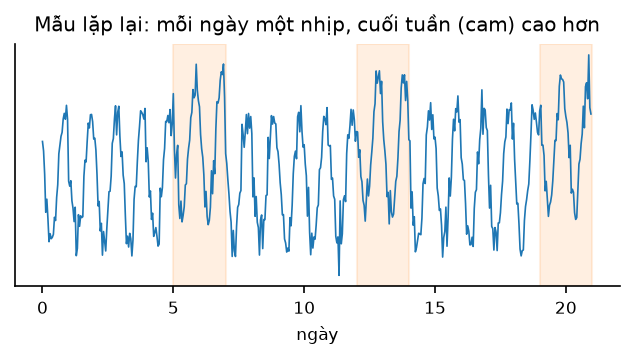 Mẫu lặp lại: mỗi ngày một nhịp, cuối tuần (cam) cao hơn
0 5 10 15 20
ngày